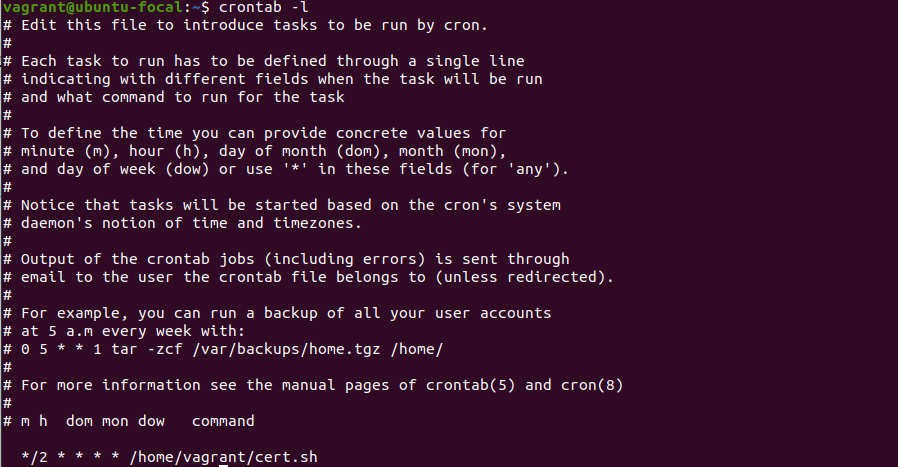 vagrant@ubuntu-focal:~$ crontab -l
# Edit this file to introduce tasks to be run by cron.
#
# Each task to run has to be defined through a single line
# indicating with different fields when the task will be run
# and what command to run for the task
#
# To define the time you can provide concrete values for
# minute (m), hour (h), day of month (dom), month (mon),
# and day of week (dow) or use '*' in these fields (for 'any').
#
# Notice that tasks will be started based on the cron's system
# daemon's notion of time and timezones.
#
# Output of the crontab jobs (including errors) is sent through
# email to the user the crontab file belongs to (unless redirected).
#
# For example, you can run a backup of all your user accounts
# at 5 a.m every week with:
# 0 5 * * 1 tar -zcf /var/backups/home.tgz /home/
#
# For more information see the manual pages of crontab(5) and cron(8)
#
# m h  dom mon dow   command

  */2 * * * * /home/vagrant/cert.sh